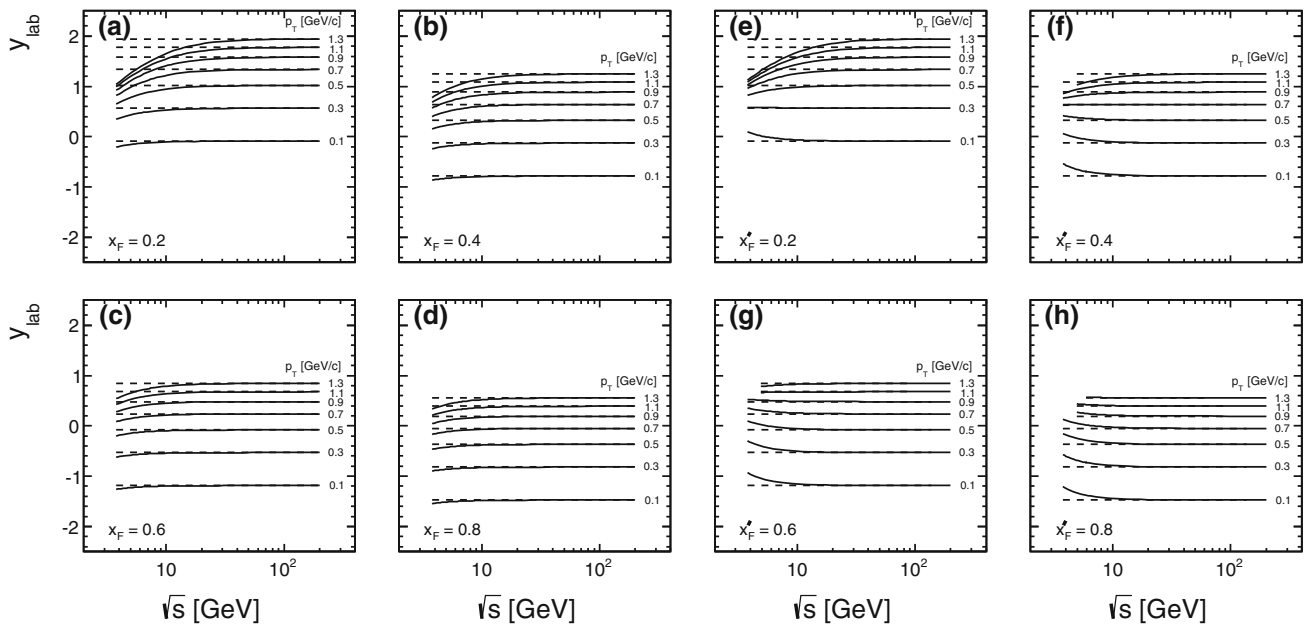 (a)
p_T [GeV/c]
1.3
1.1
0.9
0.7
0.5
0.3
0.1
x_F = 0.2
y_lab
2
1
0
-1
-2
(b)
p_T [GeV/c]
1.3
1.1
0.9
0.7
0.5
0.3
0.1
x_F = 0.4
(e)
p_T [GeV/c]
1.3
1.1
0.9
0.7
0.5
0.3
0.1
x'_F = 0.2
(f)
p_T [GeV/c]
1.3
1.1
0.9
0.7
0.5
0.3
0.1
x'_F = 0.4
(c)
p_T [GeV/c]
1.3
1.1
0.9
0.7
0.5
0.3
0.1
x_F = 0.6
y_lab
2
1
0
-1
-2
10
10²
√s [GeV]
(d)
p_T [GeV/c]
1.3
1.1
0.9
0.7
0.5
0.3
0.1
x_F = 0.8
10
10²
√s [GeV]
(g)
p_T [GeV/c]
1.3
1.1
0.9
0.7
0.5
0.3
0.1
x'_F = 0.6
10
10²
√s [GeV]
(h)
p_T [GeV/c]
1.3
1.1
0.9
0.7
0.5
0.3
0.1
x'_F = 0.8
10
10²
√s [GeV]